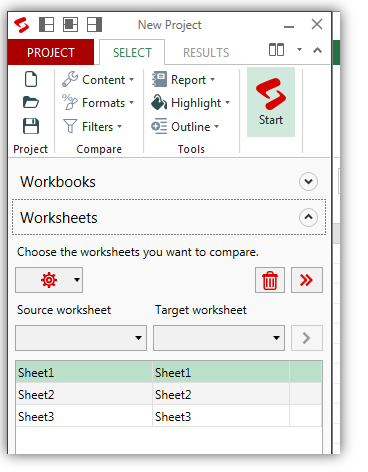 New Project
PROJECT SELECT RESULTS
Content Report
Formats Highlight Start
Filters Outline
Project Compare Tools
Workbooks
Worksheets
Choose the worksheets you want to compare.
Source worksheet Target worksheet
Sheet1 Sheet1
Sheet2 Sheet2
Sheet3 Sheet3